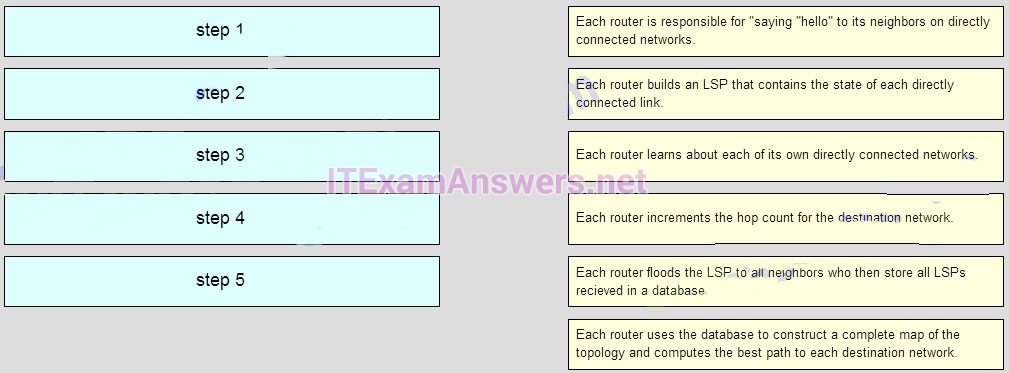 step 1
step 2
step 3
step 4
step 5
Each router is responsible for "saying "hello" to its neighbors on directly
connected networks.
Each router builds an LSP that contains the state of each directly
connected link.
Each router learns about each of its own directly connected networks.
ITExamAnswers.net
Each router increments the hop count for the destination network.
Each router floods the LSP to all neighbors who then store all LSPs
recieved in a database
Each router uses the database to construct a complete map of the
topology and computes the best path to each destination network.